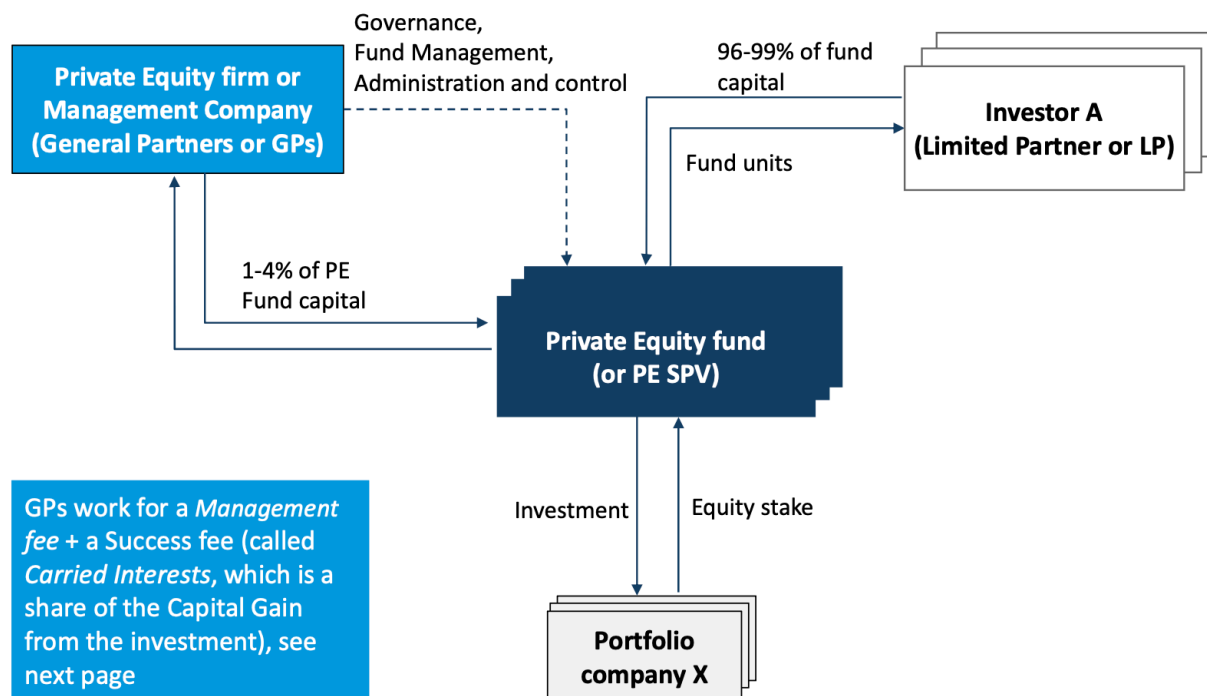 Governance,
Fund Management,
Administration and control
Private Equity firm or
Management Company
(General Partners or GPs)
96-99% of fund
capital
Investor A
(Limited Partner or LP)
Fund units
1-4% of PE
Fund capital
Private Equity fund
(or PE SPV)
Investment
Equity stake
GPs work for a Management
fee + a Success fee (called
Carried Interests, which is a
share of the Capital Gain
from the investment), see
next page
Portfolio
company X